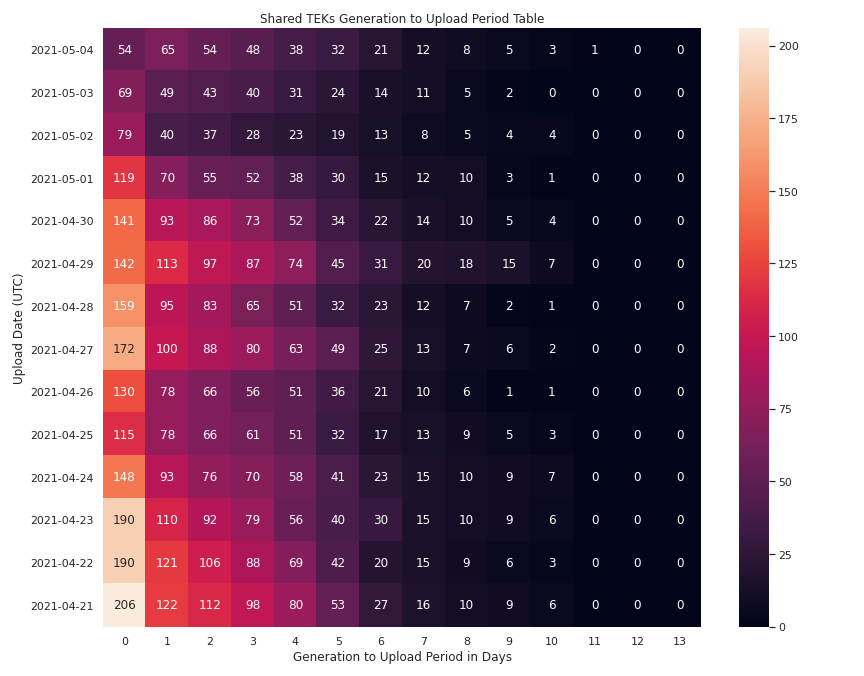 Shared TEKs Generation to Upload Period Table
2021-05-04 54 65 54 48 38 32 21 12 8 5 3 1 0 0
2021-05-03 69 49 43 40 31 24 14 11 5 2 0 0 0 0
2021-05-02 79 40 37 28 23 19 13 8 5 4 4 0 0 0
2021-05-01 119 70 55 52 38 30 15 12 10 3 1 0 0 0
2021-04-30 141 93 86 73 52 34 22 14 10 5 4 0 0 0
2021-04-29 142 113 97 87 74 45 31 20 18 15 7 0 0 0
2021-04-28 159 95 83 65 51 32 23 12 7 2 1 0 0 0
2021-04-27 172 100 88 80 63 49 25 13 7 6 2 0 0 0
2021-04-26 130 78 66 56 51 36 21 10 6 1 1 0 0 0
2021-04-25 115 78 66 61 51 32 17 13 9 5 3 0 0 0
2021-04-24 148 93 76 70 58 41 23 15 10 9 7 0 0 0
2021-04-23 190 110 92 79 56 40 30 15 10 9 6 0 0 0
2021-04-22 190 121 106 88 69 42 20 15 9 6 3 0 0 0
2021-04-21 206 122 112 98 80 53 27 16 10 9 6 0 0 0
0 1 2 3 4 5 6 7 8 9 10 11 12 13
Generation to Upload Period in Days
Upload Date (UTC)
200
175
150
125
100
75
50
25
0